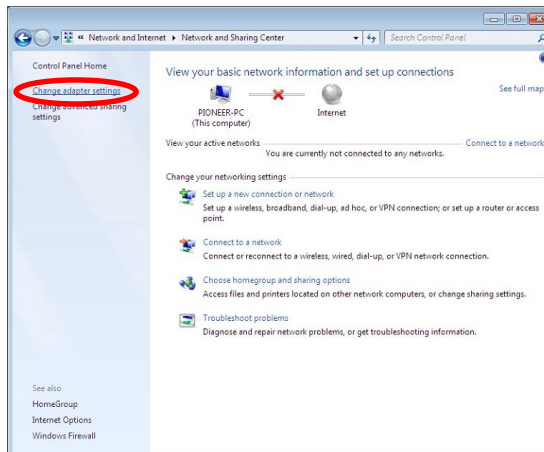 « Network and Internet ▸ Network and Sharing Center
Search Control Panel
Control Panel Home
Change adapter settings
Change advanced sharing
settings
See also
HomeGroup
Internet Options
Windows Firewall
View your basic network information and set up connections
See full map
PIONEER-PC
(This computer)
Internet
View your active networks
Connect to a network
You are currently not connected to any networks.
Change your networking settings
Set up a new connection or network
Set up a wireless, broadband, dial-up, ad hoc, or VPN connection; or set up a router or access
point.
Connect to a network
Connect or reconnect to a wireless, wired, dial-up, or VPN network connection.
Choose homegroup and sharing options
Access files and printers located on other network computers, or change sharing settings.
Troubleshoot problems
Diagnose and repair network problems, or get troubleshooting information.